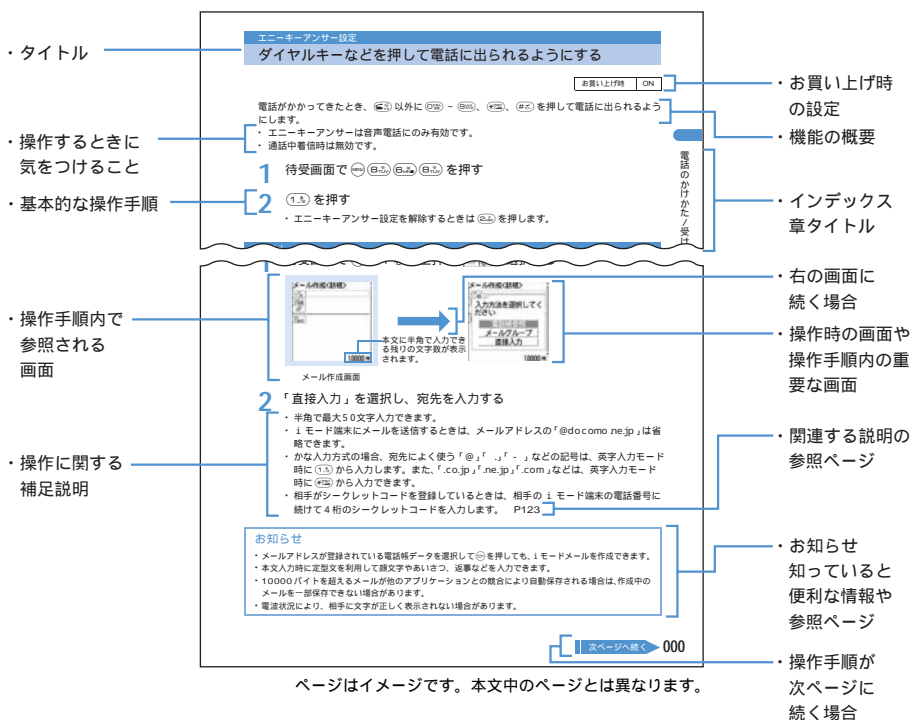 ・タイトル
・操作するときに
気をつけること
・基本的な操作手順
・操作手順内で
参照される
画面
・操作に関する
補足説明
エニーキーアンサー設定
ダイヤルキーなどを押して電話に出られるようにする
お買い上げ時 ON
電話がかかってきたとき、 以外に ~ 、 、 を押して電話に出られるよう
にします。
・ エニーキーアンサーは音声電話にのみ有効です。
・ 通話中着信時は無効です。
1 待受画面で を押す
2 を押す
・ エニーキーアンサー設定を解除するときは を押します。
電話のかけかた/受け
メール作成<新規>
10000
メール作成画面
本文に半角で入力でき
る残りの文字数が表示
されます。
メール作成<新規>
入力方法を選択してく
ださい
メールグループ
直接入力
10000
2 「直接入力」を選択し、宛先を入力する
・ 半角で最大50文字入力できます。
・ iモード端末にメールを送信するときは、メールアドレスの「@docomo.ne.jp」は省
略できます。
・ かな入力方式の場合、宛先によく使う「@」「.」「-」などの記号は、英字入力モード
時に から入力します。また、「.co.jp」「.ne.jp」「.com」などは、英字入力モード
時に から入力できます。
・ 相手がシークレットコードを登録しているときは、相手の iモード端末の電話番号に
続けて4桁のシークレットコードを入力します。 P123
お知らせ
・メールアドレスが登録されている電話帳データを選択して を押しても、iモードメールを作成できます。
・本文入力時に定型文を利用して顔文字やあいさつ、返事などを入力できます。
・10000バイトを超えるメールが他のアプリケーションとの競合により自動保存される場合は、作成中の
メールを一部保存できない場合があります。
・電波状況により、相手に文字が正しく表示されない場合があります。
次ページへ続く 000
・お買い上げ時
の設定
・機能の概要
・インデックス
章タイトル
・右の画面に
続く場合
・操作時の画面や
操作手順内の重
要な画面
・関連する説明の
参照ページ
・お知らせ
知っていると
便利な情報や
参照ページ
・操作手順が
次ページに
続く場合
ページはイメージです。本文中のページとは異なります。